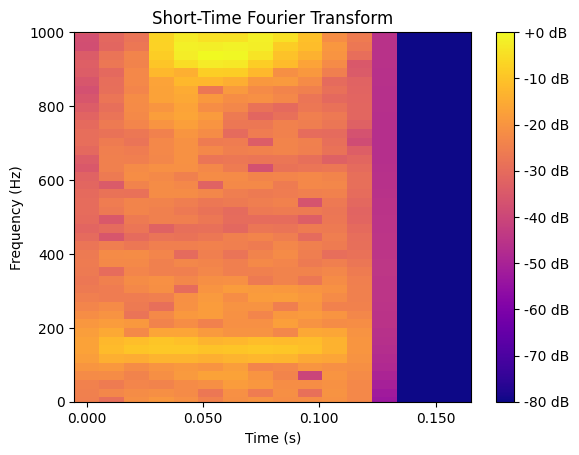 Short-Time Fourier Transform
1000
800
600
400
200
0
Frequency (Hz)
0.000
0.050
0.100
0.150
Time (s)
+0 dB
-10 dB
-20 dB
-30 dB
-40 dB
-50 dB
-60 dB
-70 dB
-80 dB